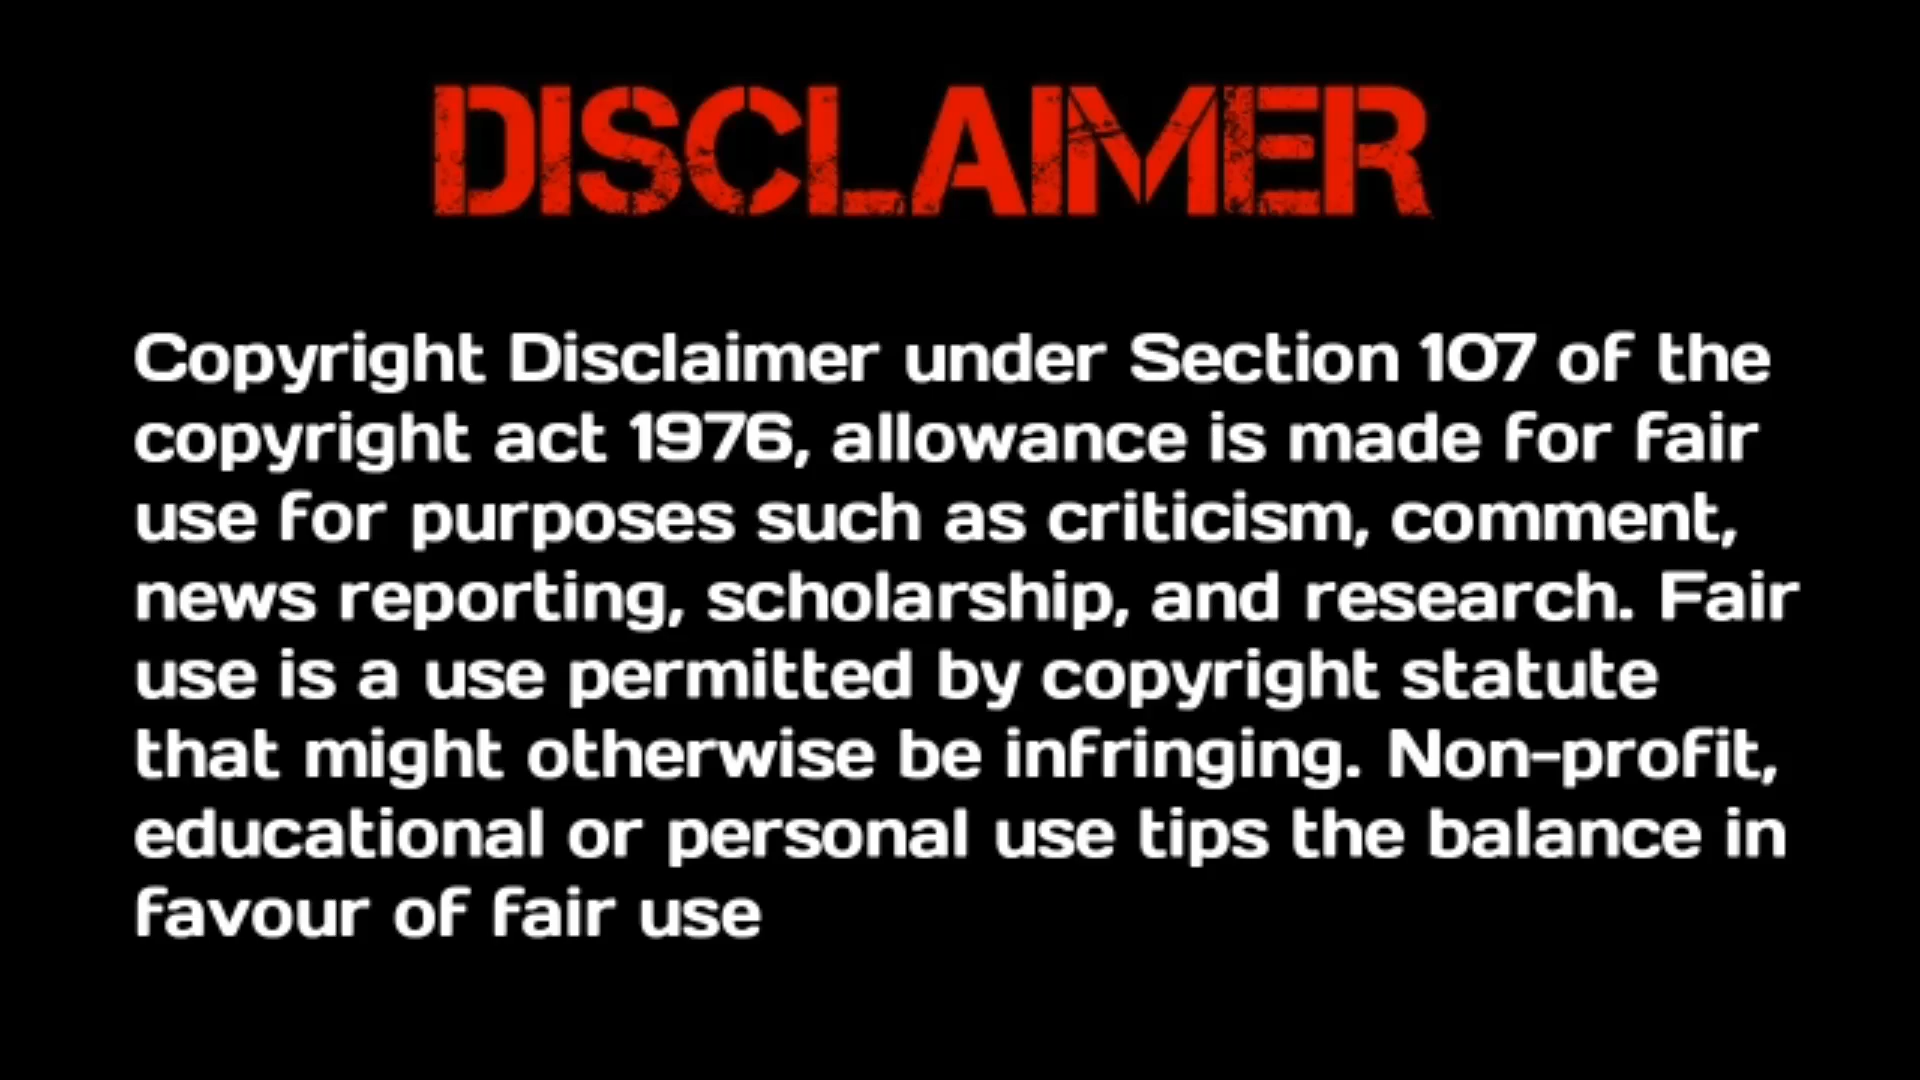 DISCLAIMER
Copyright Disclaimer under Section 107 of the
copyright act 1976, allowance is made for fair
use for purposes such as criticism, comment,
news reporting, scholarship, and research. Fair
use is a use permitted by copyright statute
that might otherwise be infringing. Non-profit,
educational or personal use tips the balance in
favour of fair use